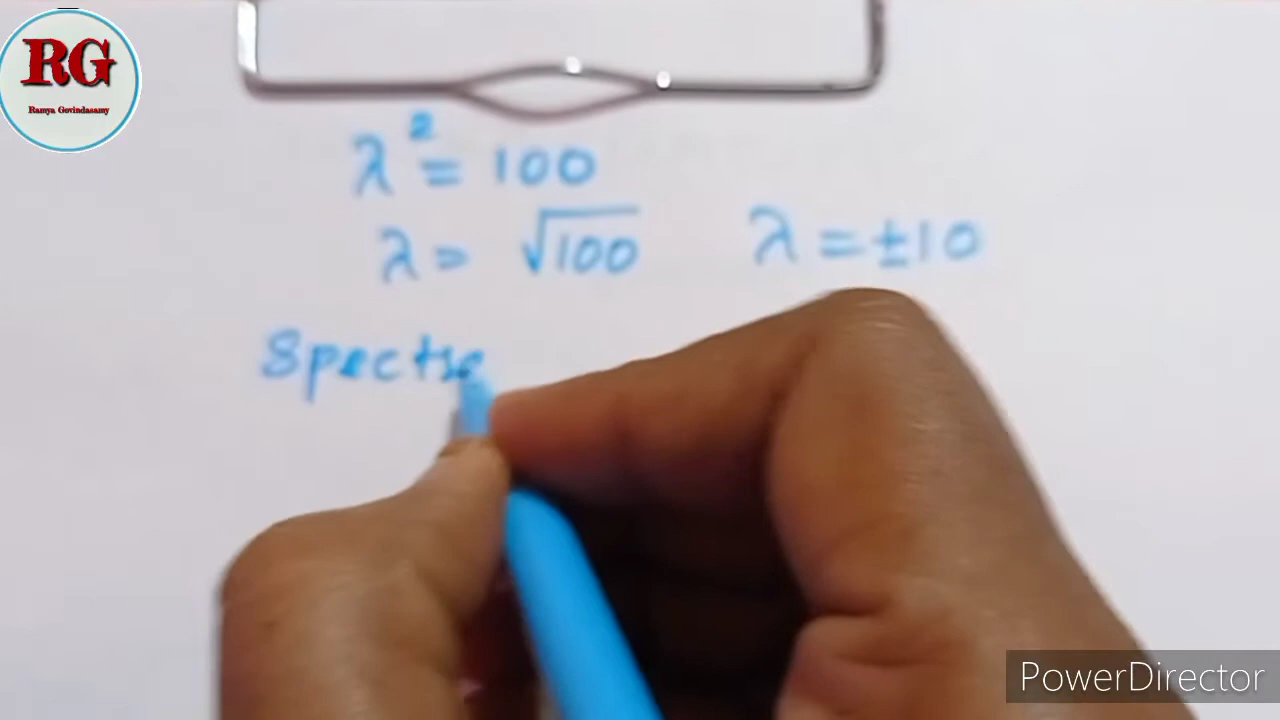 RG
Ramya Govindasamy
λ² = 100
λ = √100 λ = ±10
Spectr
PowerDirector